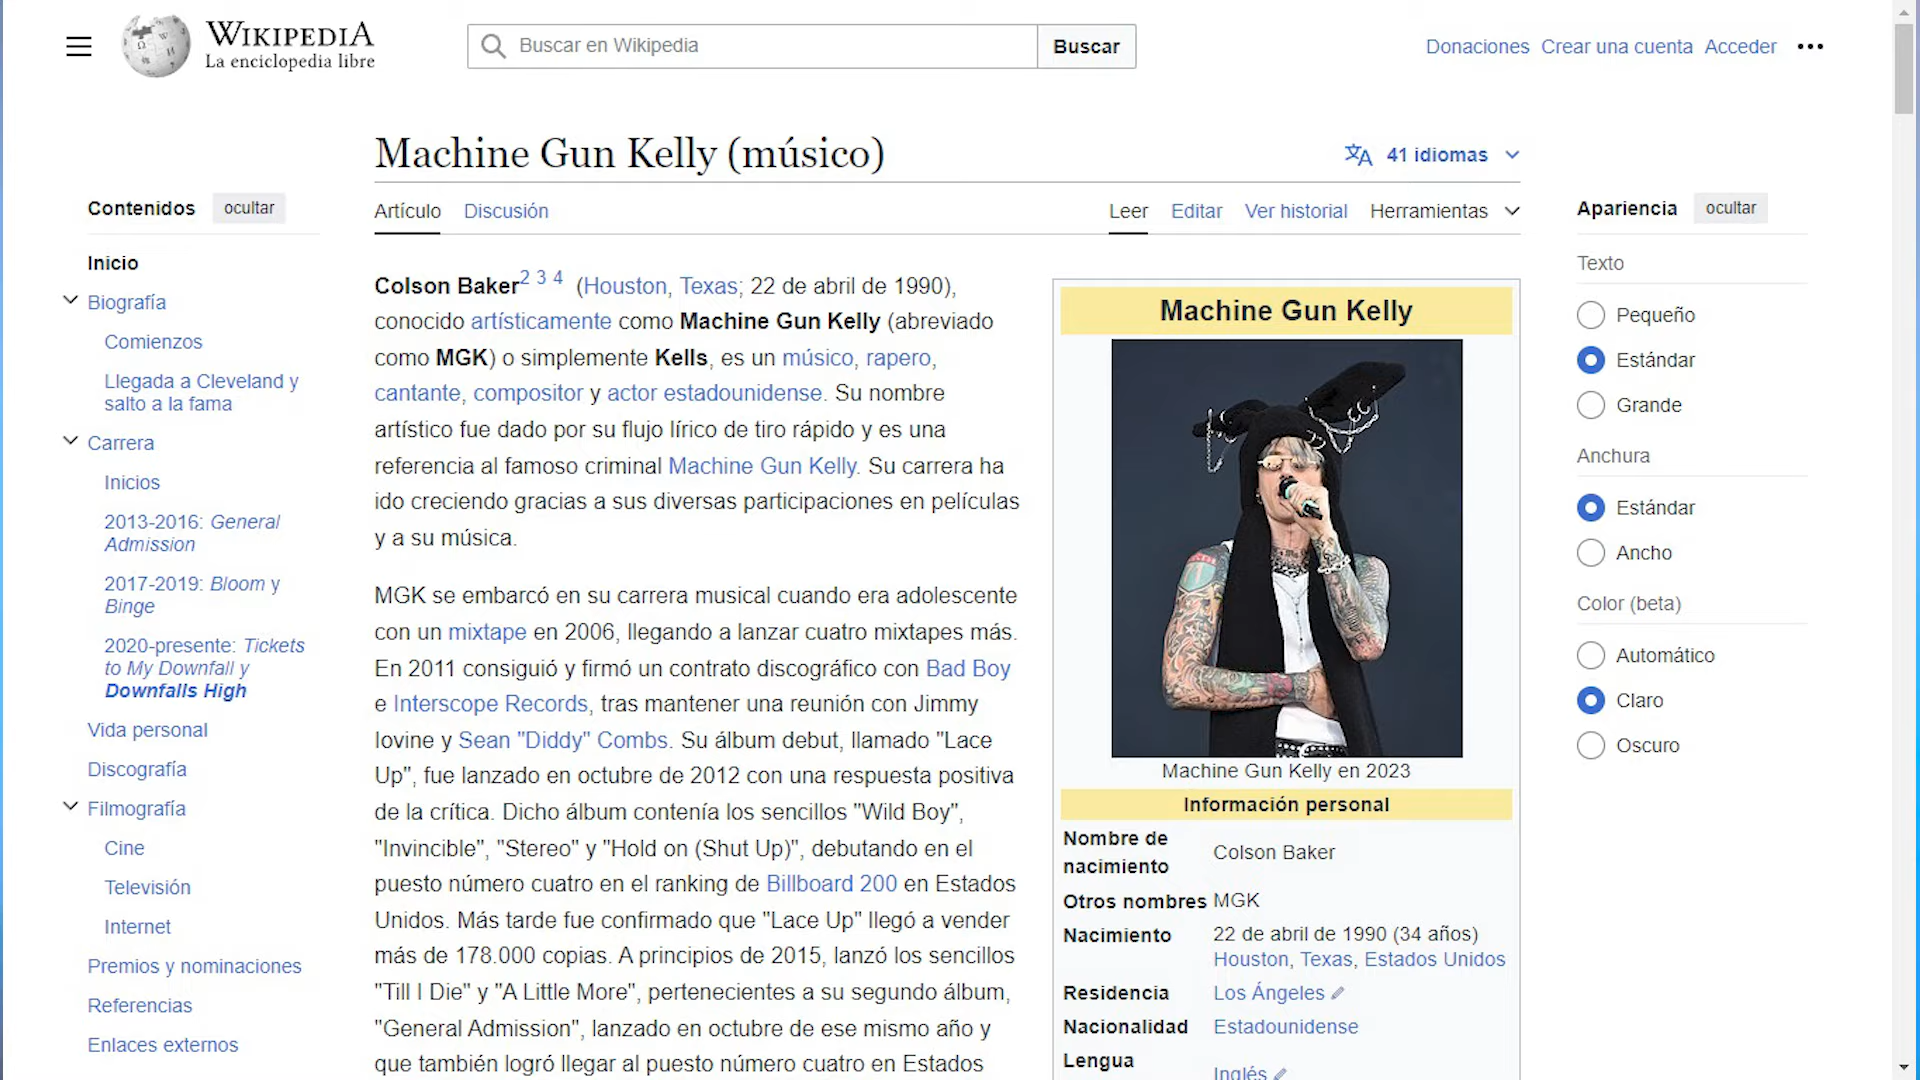 WIKIPEDIA
La enciclopedia libre
Buscar en Wikipedia
Buscar
Donaciones Crear una cuenta Acceder
Machine Gun Kelly (músico)
41 idiomas
Contenidos ocultar
Artículo Discusión
Leer Editar Ver historial Herramientas
Apariencia ocultar
Inicio
Biografía
Comienzos
Llegada a Cleveland y
salto a la fama
Carrera
Inicios
2013-2016: General
Admission
2017-2019: Bloom y
Binge
2020-presente: Tickets
to My Downfall y
Downfalls High
Vida personal
Discografía
Filmografía
Cine
Televisión
Internet
Premios y nominaciones
Referencias
Enlaces externos
Colson Baker2 3 4 (Houston, Texas; 22 de abril de 1990),
conocido artísticamente como Machine Gun Kelly (abreviado
como MGK) o simplemente Kells, es un músico, rapero,
cantante, compositor y actor estadounidense. Su nombre
artístico fue dado por su flujo lírico de tiro rápido y es una
referencia al famoso criminal Machine Gun Kelly. Su carrera ha
ido creciendo gracias a sus diversas participaciones en películas
y a su música.
MGK se embarcó en su carrera musical cuando era adolescente
con un mixtape en 2006, llegando a lanzar cuatro mixtapes más.
En 2011 consiguió y firmó un contrato discográfico con Bad Boy
e Interscope Records, tras mantener una reunión con Jimmy
Iovine y Sean "Diddy" Combs. Su álbum debut, llamado "Lace
Up", fue lanzado en octubre de 2012 con una respuesta positiva
de la crítica. Dicho álbum contenía los sencillos "Wild Boy",
"Invincible", "Stereo" y "Hold on (Shut Up)", debutando en el
puesto número cuatro en el ranking de Billboard 200 en Estados
Unidos. Más tarde fue confirmado que "Lace Up" llegó a vender
más de 178.000 copias. A principios de 2015, lanzó los sencillos
"Till I Die" y "A Little More", pertenecientes a su segundo álbum,
"General Admission", lanzado en octubre de ese mismo año y
que también logró llegar al puesto número cuatro en Estados
Machine Gun Kelly
Machine Gun Kelly en 2023
Información personal
Nombre de
nacimiento
Colson Baker
Otros nombres MGK
Nacimiento 22 de abril de 1990 (34 años)
Houston, Texas, Estados Unidos
Residencia Los Ángeles
Nacionalidad Estadounidense
Lengua
Inglés
Texto
Pequeño
Estándar
Grande
Anchura
Estándar
Ancho
Color (beta)
Automático
Claro
Oscuro